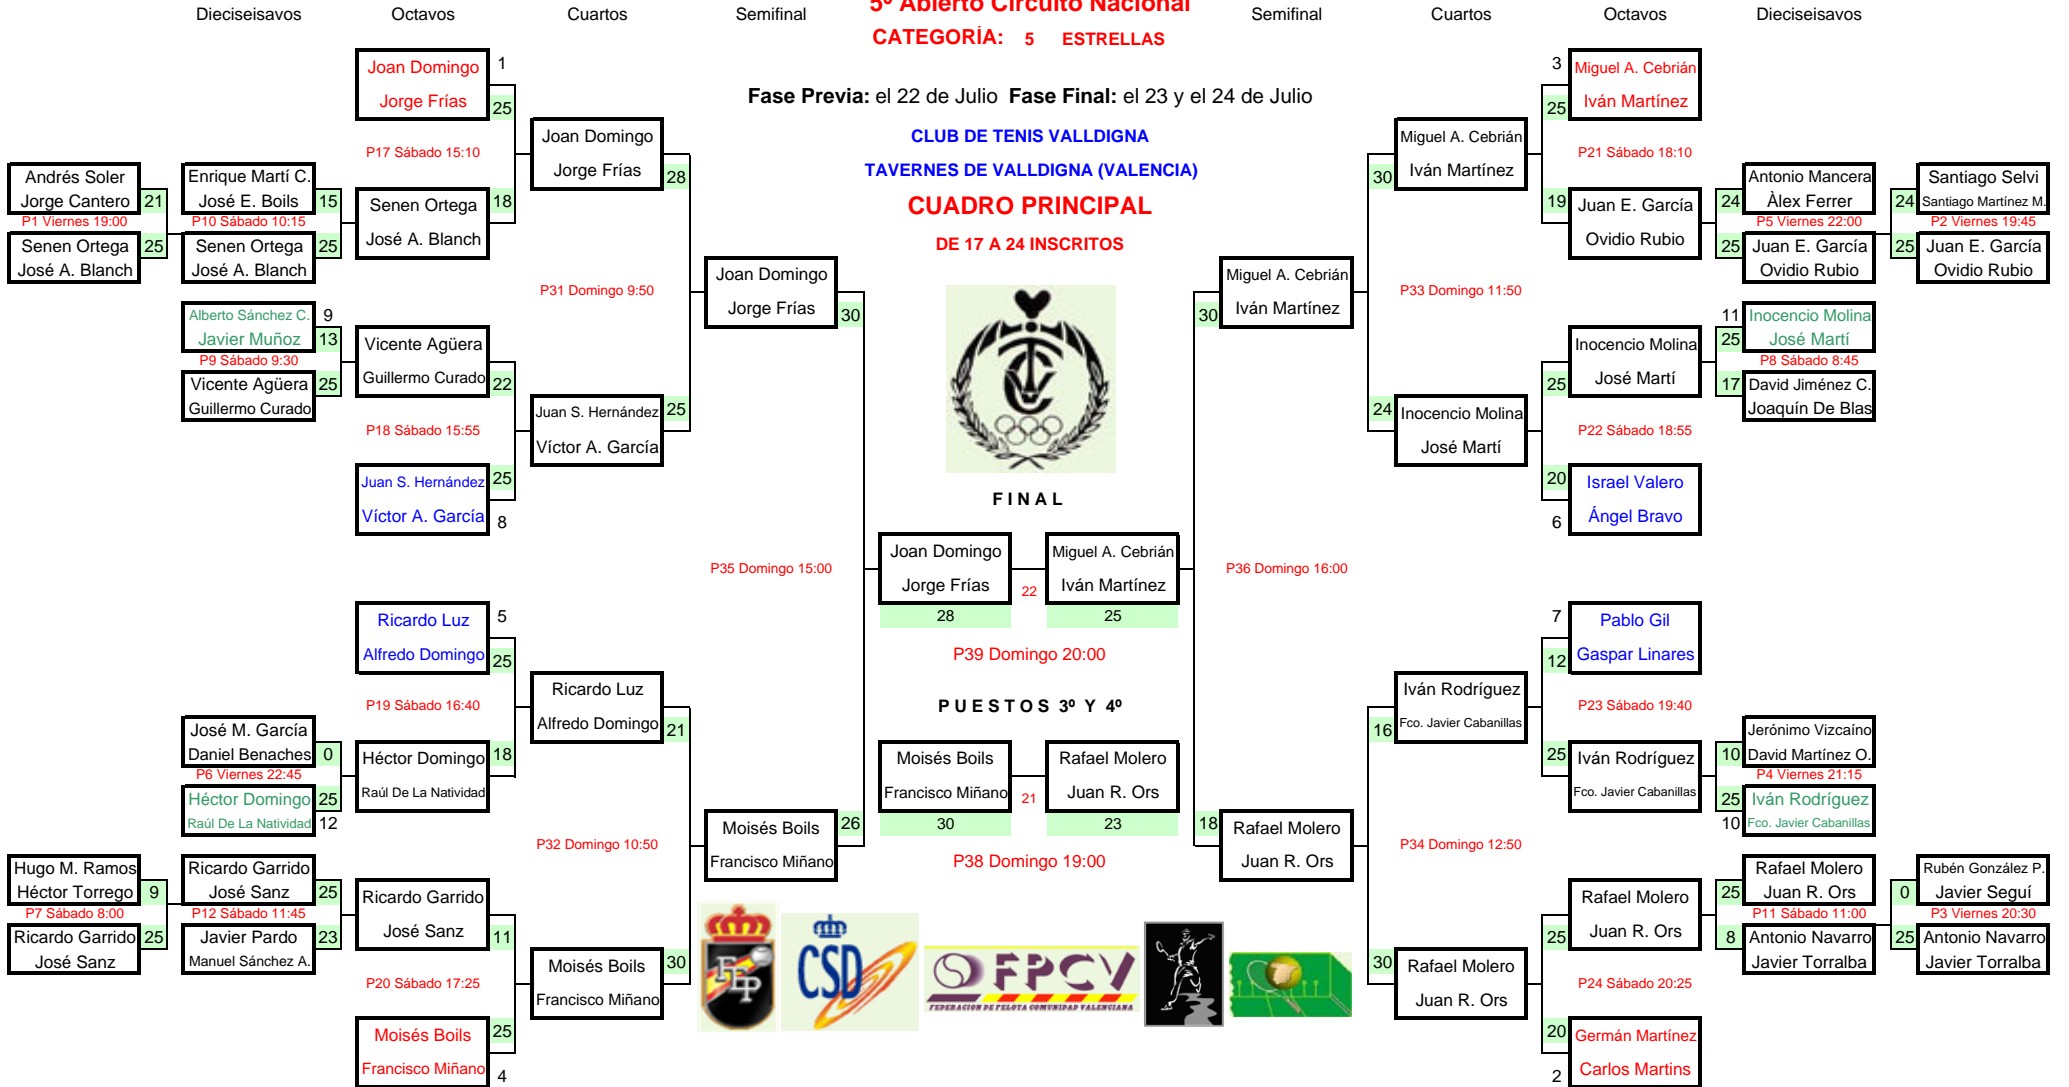 5º Abierto Circuito Nacional
Dieciseisavos Octavos Cuartos Semifinal Semifinal Cuartos Octavos Dieciseisavos
CATEGORÍA: 5 ESTRELLAS
Fase Previa: el 22 de Julio Fase Final: el 23 y el 24 de Julio
CLUB DE TENIS VALLDIGNA
TAVERNES DE VALLDIGNA (VALENCIA)
CUADRO PRINCIPAL
DE 17 A 24 INSCRITOS
Andrés Soler
Jorge Cantero 21
P1 Viernes 19:00
Senen Ortega 25
José A. Blanch
Hugo M. Ramos
Héctor Torrego 9
P7 Sábado 8:00
Ricardo Garrido 25
José Sanz
Enrique Martí C.
José E. Boils 15
P10 Sábado 10:15
Senen Ortega 25
José A. Blanch
Alberto Sánchez C. 9
Javier Muñoz 13
P9 Sábado 9:30
Vicente Agüera 25
Guillermo Curado
José M. García
Daniel Benaches 0
P6 Viernes 22:45
Héctor Domingo 25
Raúl De La Natividad 12
Ricardo Garrido
José Sanz 25
P12 Sábado 11:45
Javier Pardo 23
Manuel Sánchez A.
Joan Domingo 1
Jorge Frías 25
P17 Sábado 15:10
Senen Ortega 18
José A. Blanch
Vicente Agüera
Guillermo Curado 22
P18 Sábado 15:55
Juan S. Hernández 25
Víctor A. García 8
Ricardo Luz 5
Alfredo Domingo 25
P19 Sábado 16:40
Héctor Domingo 18
Raúl De La Natividad
Ricardo Garrido
José Sanz 11
P20 Sábado 17:25
Moisés Boils 25
Francisco Miñano 4
Joan Domingo
Jorge Frías 28
P31 Domingo 9:50
Juan S. Hernández 25
Víctor A. García
Ricardo Luz
Alfredo Domingo 21
P32 Domingo 10:50
Moisés Boils 30
Francisco Miñano
Joan Domingo
Jorge Frías 30
P35 Domingo 15:00
Moisés Boils 26
Francisco Miñano
TC
FINAL
Joan Domingo Miguel A. Cebrián
Jorge Frías 22 Iván Martínez
28 25
P39 Domingo 20:00
PUESTOS 3º Y 4º
Moisés Boils Rafael Molero
Francisco Miñano 21 Juan R. Ors
30 23
P38 Domingo 19:00
FEP
CSD
FPCV
FEDERACION DE PELOTA COMUNIDAD VALENCIANA
Miguel A. Cebrián
30 Iván Martínez
P36 Domingo 16:00
18 Rafael Molero
Juan R. Ors
Miguel A. Cebrián
30 Iván Martínez
P33 Domingo 11:50
24 Inocencio Molina
José Martí
Iván Rodríguez
16 Fco. Javier Cabanillas
P34 Domingo 12:50
30 Rafael Molero
Juan R. Ors
3 Miguel A. Cebrián
25 Iván Martínez
P21 Sábado 18:10
19 Juan E. García
Ovidio Rubio
Inocencio Molina
25 José Martí
P22 Sábado 18:55
20 Israel Valero
6 Ángel Bravo
7 Pablo Gil
12 Gaspar Linares
P23 Sábado 19:40
25 Iván Rodríguez
Fco. Javier Cabanillas
Rafael Molero
25 Juan R. Ors
P24 Sábado 20:25
20 Germán Martínez
2 Carlos Martins
Antonio Mancera
24 Àlex Ferrer
P5 Viernes 22:00
25 Juan E. García
Ovidio Rubio
11 Inocencio Molina
25 José Martí
P8 Sábado 8:45
17 David Jiménez C.
Joaquín De Blas
Jerónimo Vizcaíno
10 David Martínez O.
P4 Viernes 21:15
25 Iván Rodríguez
10 Fco. Javier Cabanillas
Rafael Molero
25 Juan R. Ors
P11 Sábado 11:00
8 Antonio Navarro
Javier Torralba
Santiago Selvi
24 Santiago Martínez M.
P2 Viernes 19:45
25 Juan E. García
Ovidio Rubio
Rubén González P.
0 Javier Seguí
P3 Viernes 20:30
25 Antonio Navarro
Javier Torralba